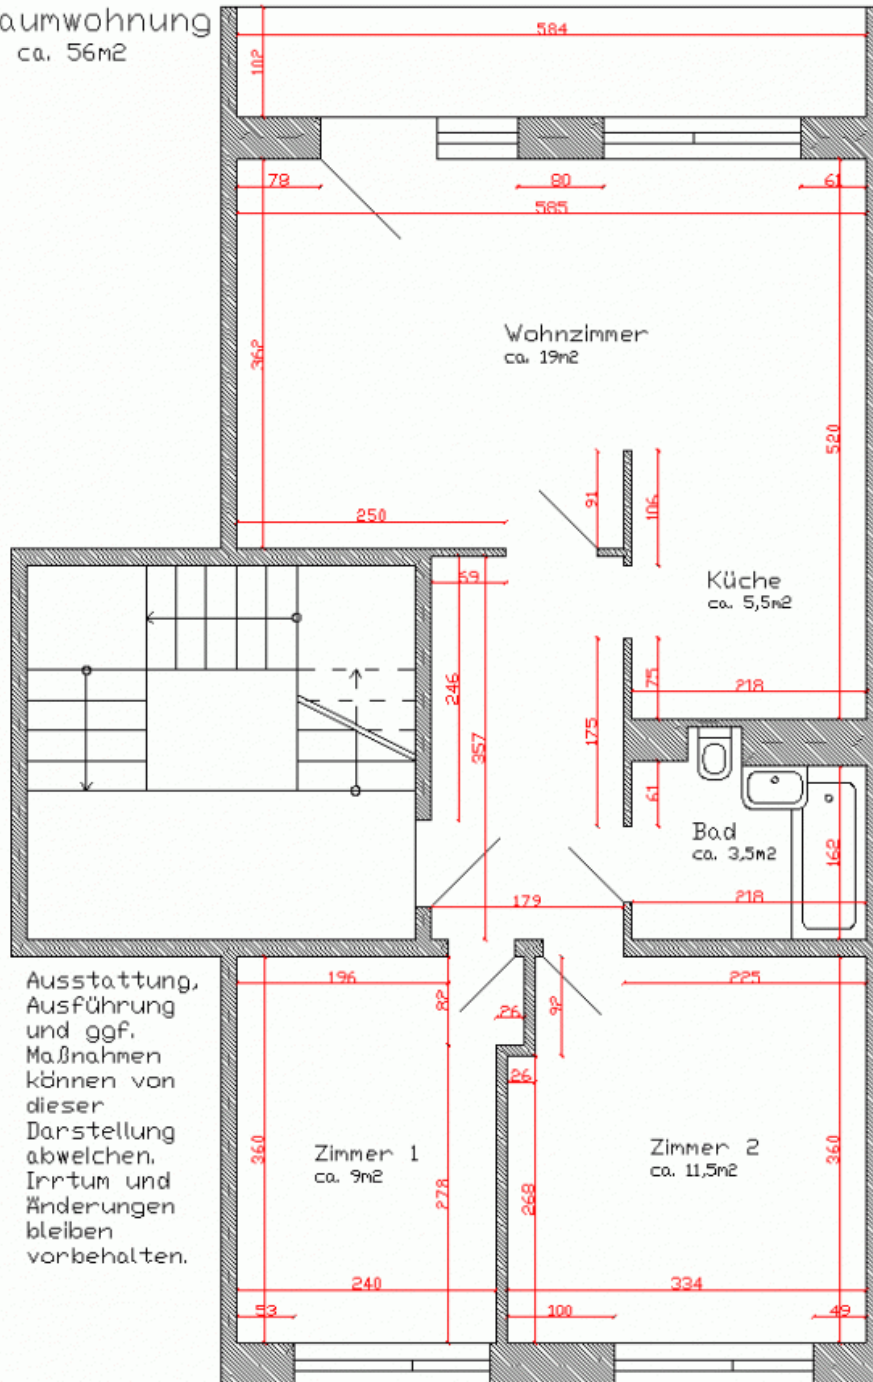 aumwohnung
ca. 56m2
584
102
78
80
61
585
362
Wohnzimmer
ca. 19m2
520
91
106
250
59
Küche
ca. 5,5m2
246
357
175
75
218
61
Bad
ca. 3,5m2
162
179
218
Ausstattung,
Ausführung
und ggf.
Maßnahmen
können von
dieser
Darstellung
abweichen.
Irrtum und
Änderungen
bleiben
vorbehalten.
196
82
26
92
225
26
360
Zimmer 1
ca. 9m2
278
268
Zimmer 2
ca. 11,5m2
360
240
334
53
100
49